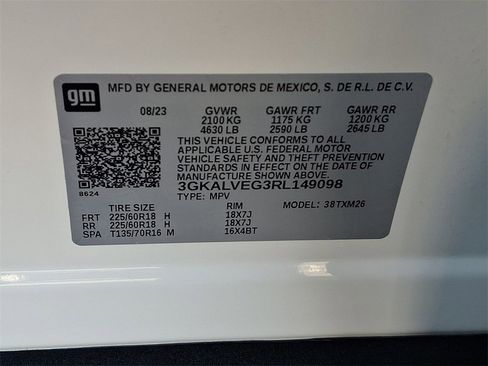 gm
MFD BY GENERAL MOTORS DE MEXICO, S. DE R.L. DE C.V.
08/23 GVWR GAWR FRT GAWR RR
2100 KG 1175 KG 1200 KG
4630 LB 2590 LB 2645 LB
THIS VEHICLE CONFORMS TO ALL
APPLICABLE U.S. FEDERAL MOTOR
VEHICLE SAFETY AND THEFT PREVENTION
STANDARDS IN EFFECT ON THE DATE OF
MANUFACTURE SHOWN ABOVE.
3GKALVEG3RL149098
8624
TYPE: MPV 38TXM26
TIRE SIZE RIM
FRT 225/60R18 H 18X7J
RR 225/60R18 H 18X7J
SPA T135/70R16 M 16X4BT